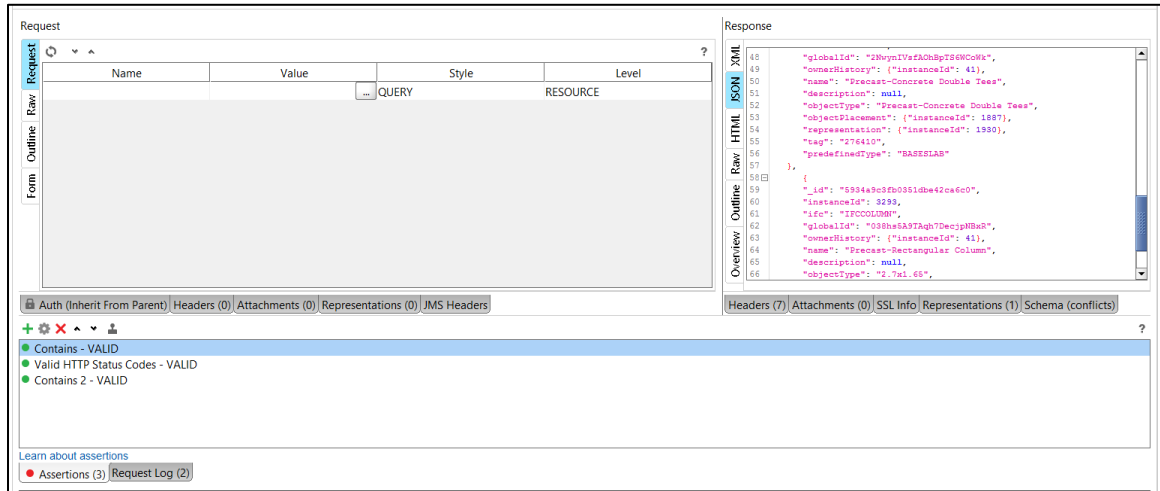 Request
Response
Request
Raw
Outline
Form
?
Name Value Style Level
... QUERY RESOURCE
XML
JSON
HTML
Raw
Outline
Overview
48 "globalId": "2NwynIVsfAOhBpTS6WCoWk",
49 "ownerHistory": {"instanceId": 41},
50 "name": "Precast-Concrete Double Tees",
51 "description": null,
52 "objectType": "Precast-Concrete Double Tees",
53 "objectPlacement": {"instanceId": 1887},
54 "representation": {"instanceId": 1930},
55 "tag": "276410",
56 "predefinedType": "BASESLAB"
57 },
58 {
59 "_id": "5934a9c3fb0351dbe42ca6c0",
60 "instanceId": 3293,
61 "ifc": "IFCCOLUMN",
62 "globalId": "038hs5A9TAqh7DecjpNBxR",
63 "ownerHistory": {"instanceId": 41},
64 "name": "Precast-Rectangular Column",
65 "description": null,
66 "objectType": "2.7x1.65",
Auth (Inherit From Parent) Headers (0) Attachments (0) Representations (0) JMS Headers
Headers (7) Attachments (0) SSL Info Representations (1) Schema (conflicts)
?
Contains - VALID
Valid HTTP Status Codes - VALID
Contains 2 - VALID
Learn about assertions
Assertions (3) Request Log (2)